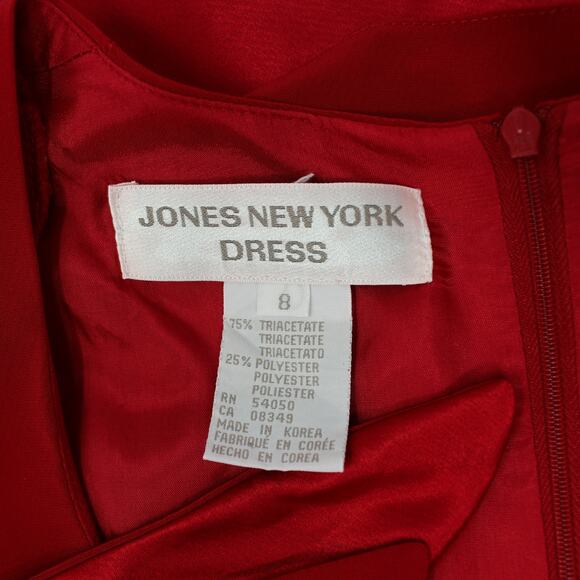 JONES NEW YORK
DRESS
8
75% TRIACETATE
TRIACETATE
TRIACETATO
25% POLYESTER
POLYESTER
POLIESTER
RN 54050
CA 08349
MADE IN KOREA
FABRIQUÉ EN CORÉE
HECHO EN COREA